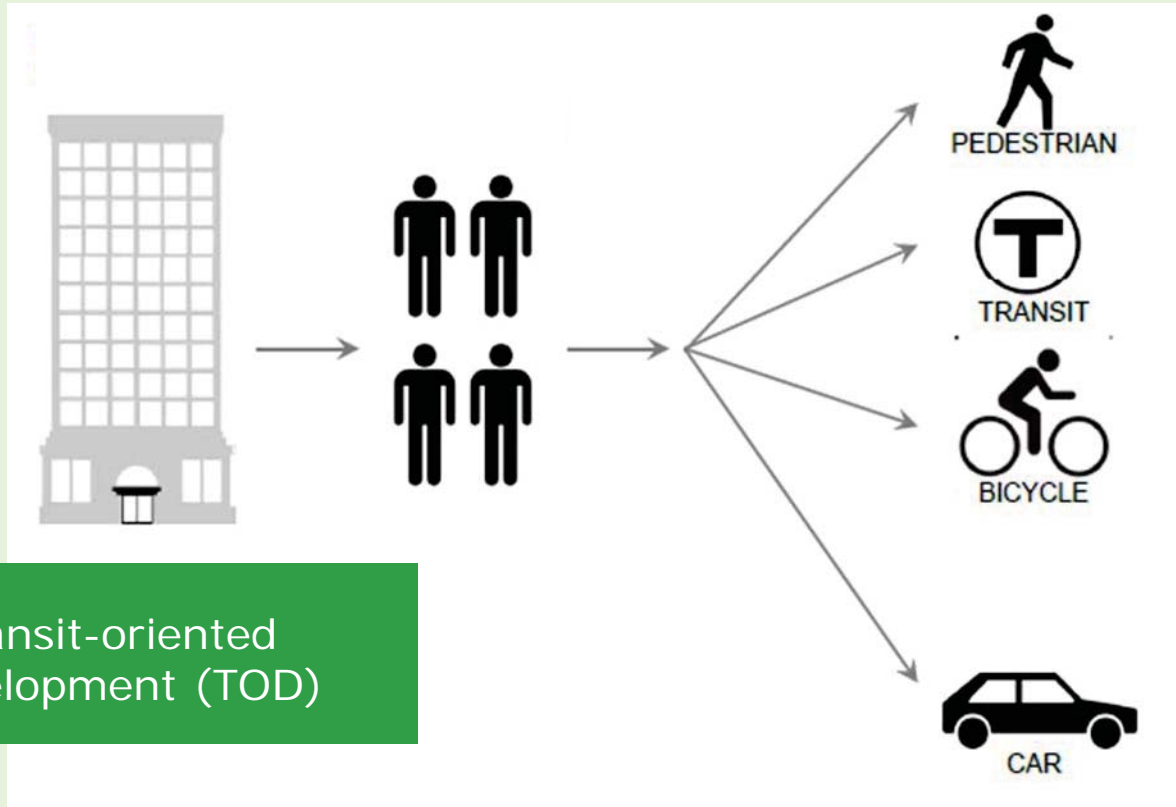 PEDESTRIAN
T
TRANSIT
BICYCLE
ansit-oriented
elopment (TOD)
CAR